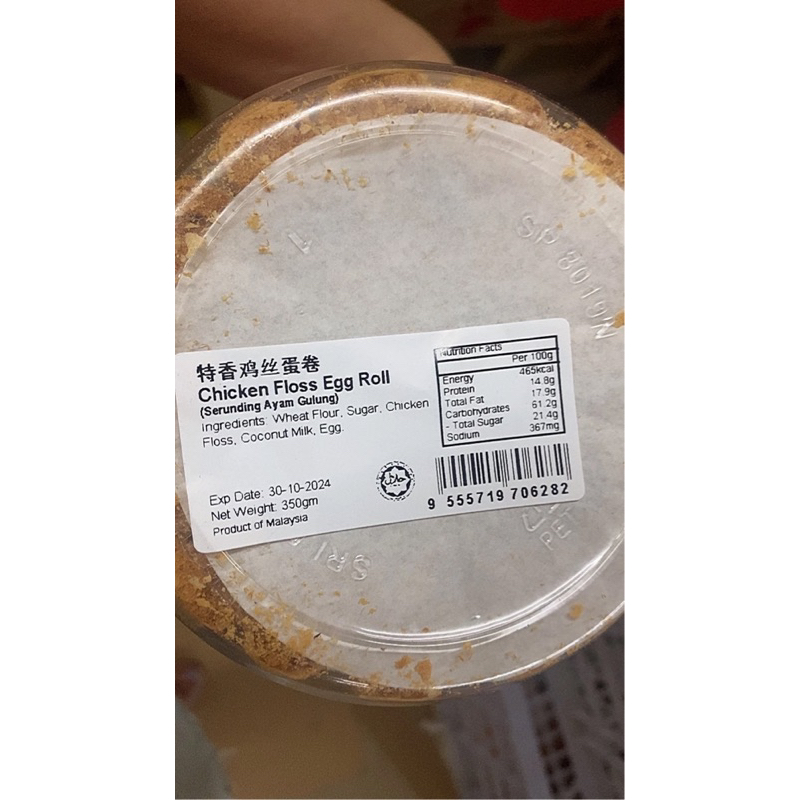 SP 8019N
特香鸡丝蛋卷
Chicken Floss Egg Roll
(Serunding Ayam Gulung)
Ingredients: Wheat Flour, Sugar, Chicken
Floss, Coconut Milk, Egg.
Exp Date: 30-10-2024
Net Weight: 350gm
Product of Malaysia
Nutrition Facts
Per 100g
Energy 465kcal
Protein 14.8g
Total Fat 17.9g
Carbohydrates 61.2g
- Total Sugar 21.4g
Sodium 367mg
حلال
9 555719 706282
PET